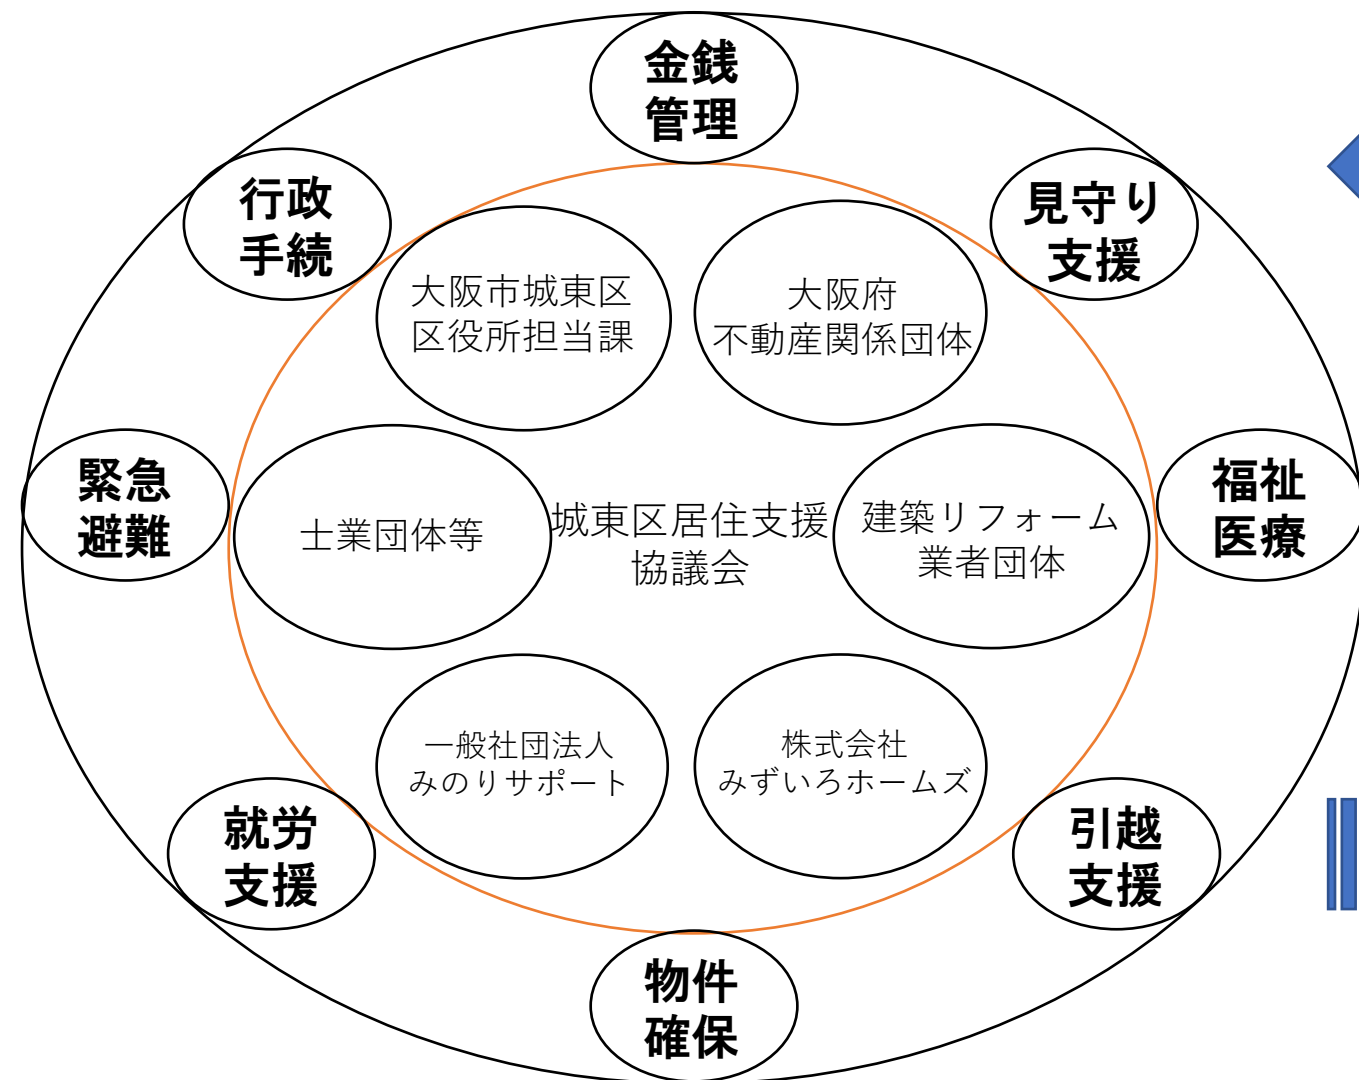 金銭
管理
行政
手続
見守り
支援
大阪市城東区
区役所担当課
大阪府
不動産関係団体
緊急
避難
士業団体等
城東区居住支援
協議会
建築リフォーム
業者団体
福祉
医療
一般社団法人
みのりサポート
株式会社
みずいろホームズ
就労
支援
引越
支援
物件
確保